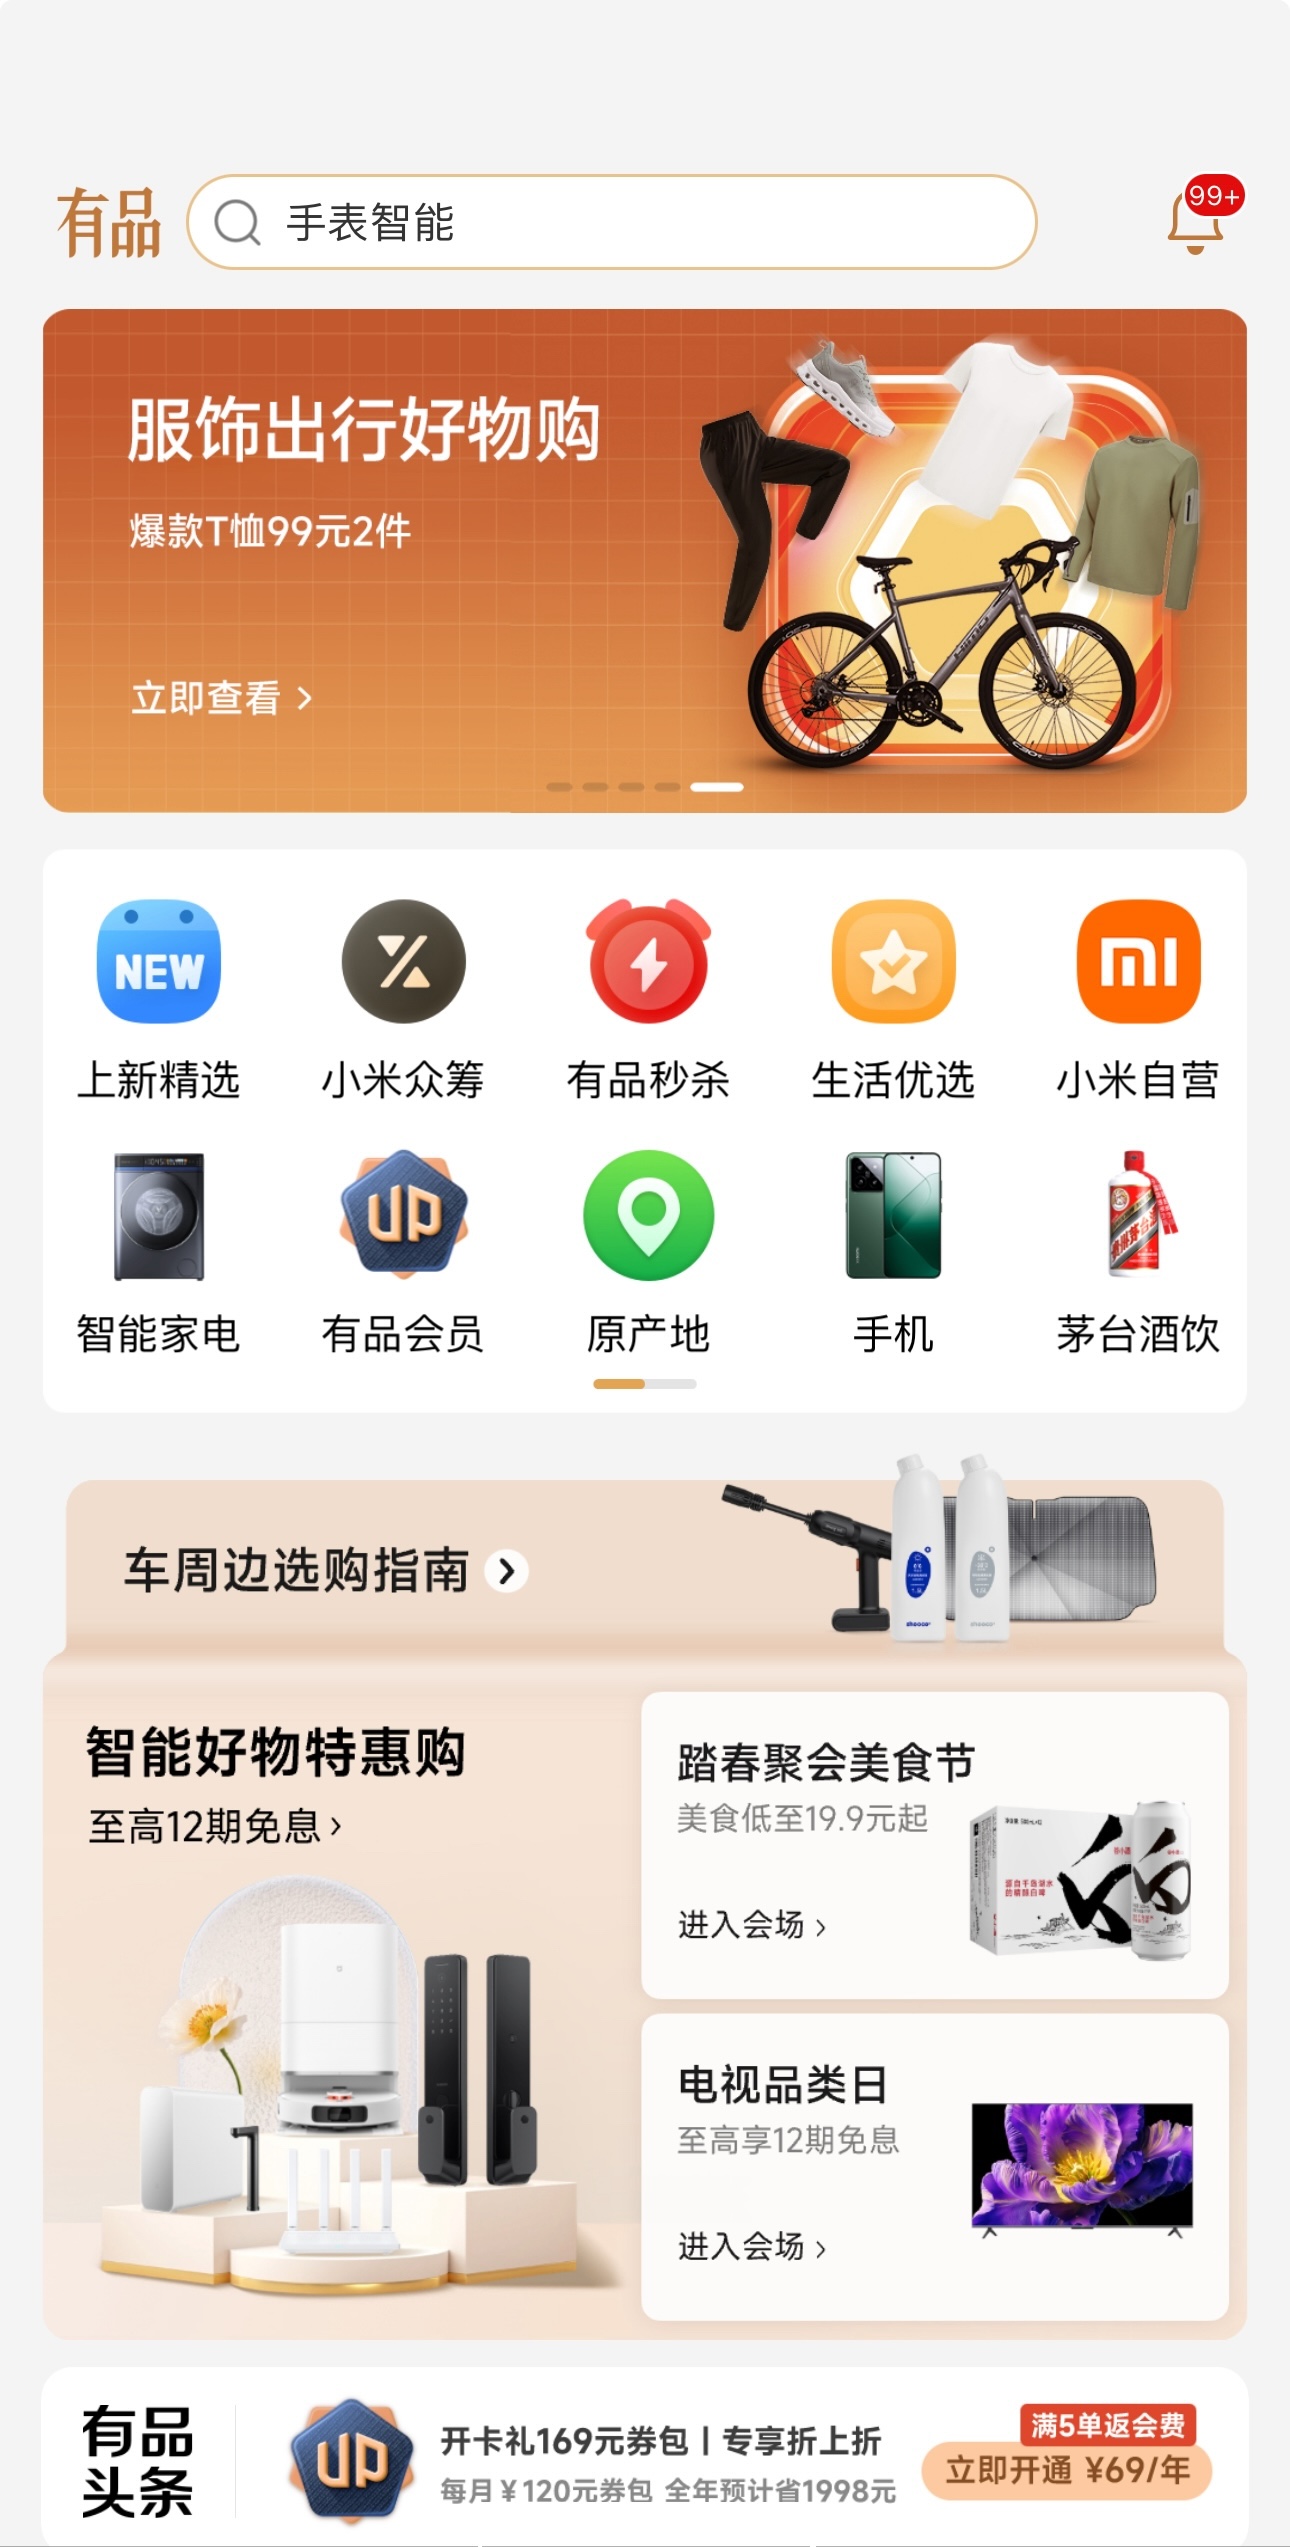 有品
手表智能
99+
服饰出行好物购
爆款T恤99元2件
立即查看 >
NEW
上新精选
小米众筹
有品秒杀
生活优选
小米自营
UP
智能家电
有品会员
原产地
手机
茅台酒饮
车周边选购指南 >
智能好物特惠购
至高12期免息 >
踏春聚会美食节
美食低至19.9元起
进入会场 >
电视品类日
至高享12期免息
进入会场 >
有品
头条
UP
开卡礼169元券包 | 专享折上折
每月¥120元券包 全年预计省1998元
满5单返会费
立即开通 ¥69/年